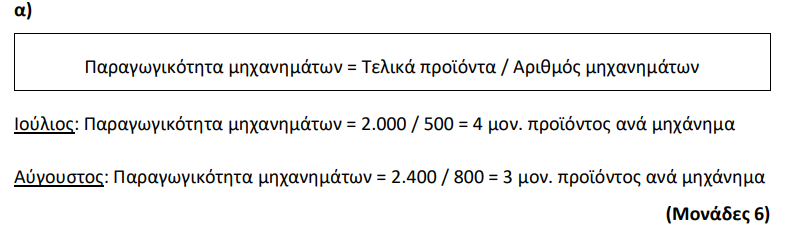 α)
Παραγωγικότητα μηχανημάτων = Τελικά προϊόντα / Αριθμός μηχανημάτων
Ιούλιος: Παραγωγικότητα μηχανημάτων = 2.000 / 500 = 4 μον. προϊόντος ανά μηχάνημα
Αύγουστος: Παραγωγικότητα μηχανημάτων = 2.400 / 800 = 3 μον. προϊόντος ανά μηχάνημα
(Μονάδες 6)